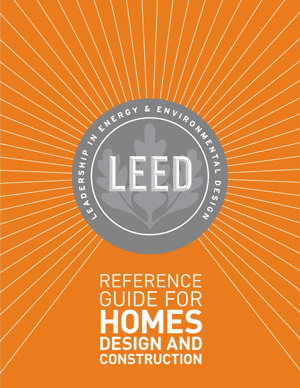 LEADERSHIP IN ENERGY & ENVIRONMENTAL DESIGN
LEED
REFERENCE
GUIDE FOR
HOMES
DESIGN AND
CONSTRUCTION